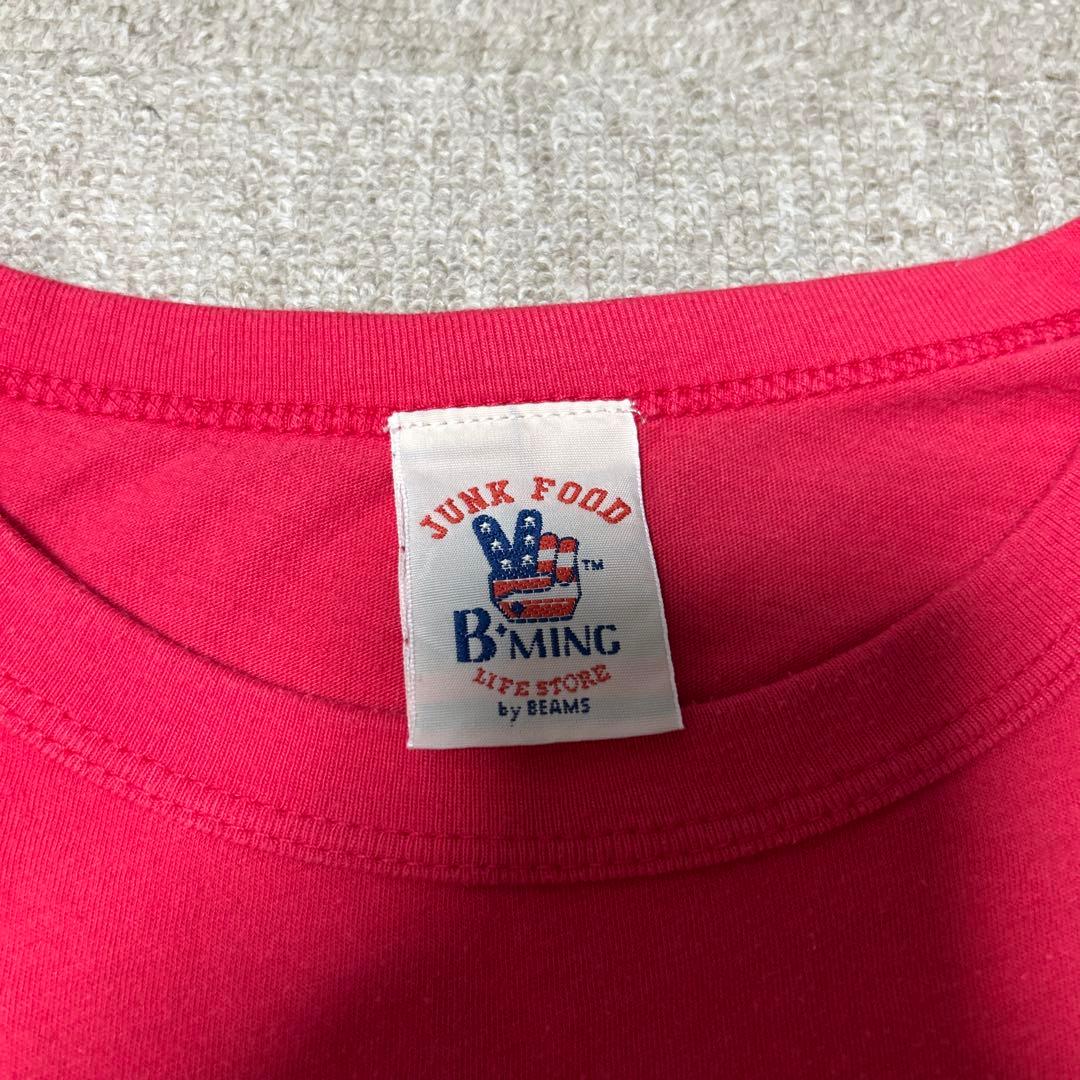 JUNK FOOD
TM
B'MING
LIFE STORE
by BEAMS